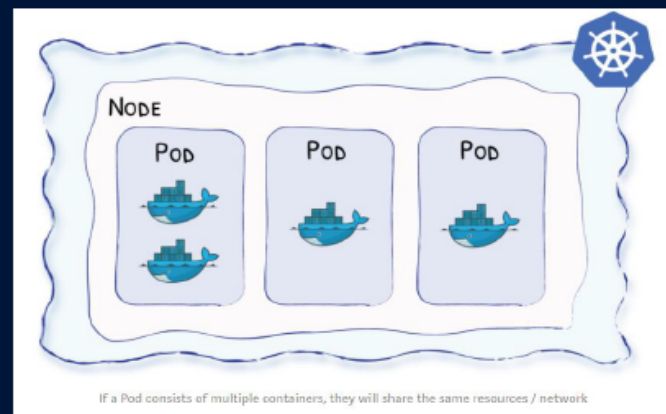 NODE
POD
POD
POD
If a Pod consists of multiple containers, they will share the same resources / network